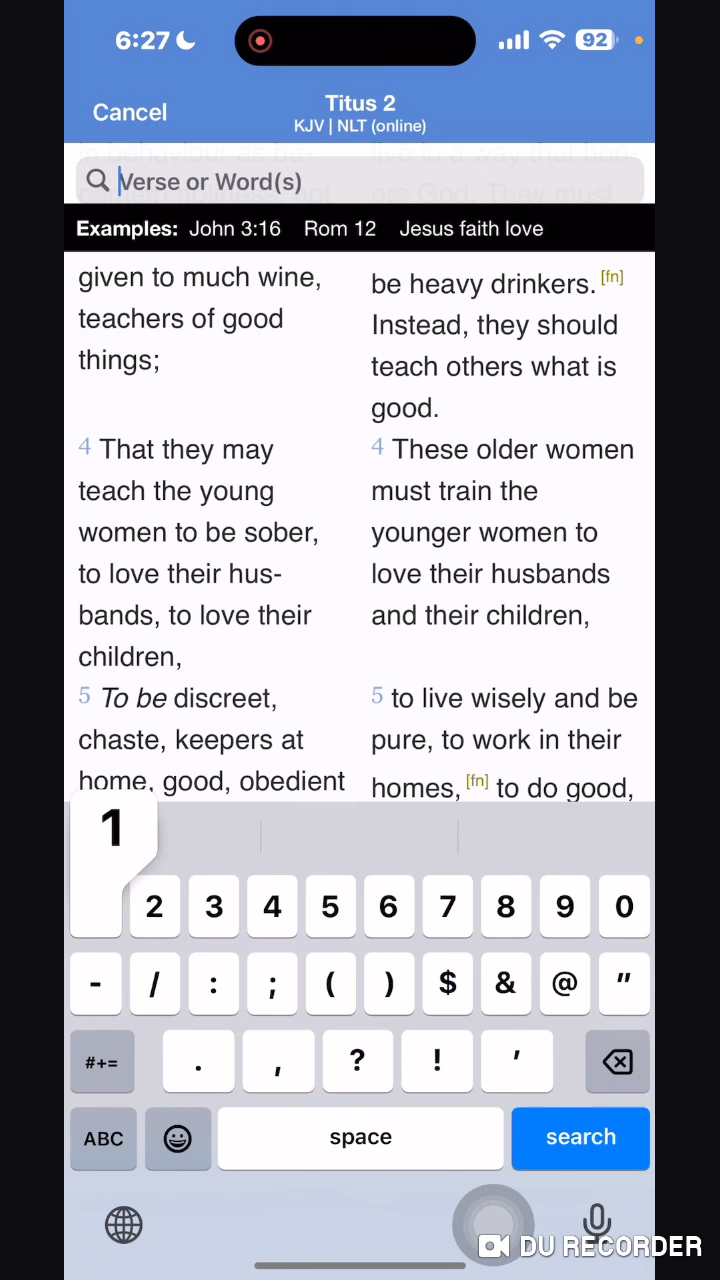 6:27
92
Cancel
Titus 2
KJV | NLT (online)
Verse or Word(s)
Examples: John 3:16 Rom 12 Jesus faith love
given to much wine,
teachers of good
things;
4 That they may
teach the young
women to be sober,
to love their hus-
bands, to love their
children,
5 To be discreet,
chaste, keepers at
home, good, obedient
be heavy drinkers. [fn]
Instead, they should
teach others what is
good.
4 These older women
must train the
younger women to
love their husbands
and their children,
5 to live wisely and be
pure, to work in their
homes, [fn] to do good,
1
2 3 4 5 6 7 8 9 0
- / : ; ( ) $ & @ "
#+= . , ? ! '
ABC space search
DU RECORDER